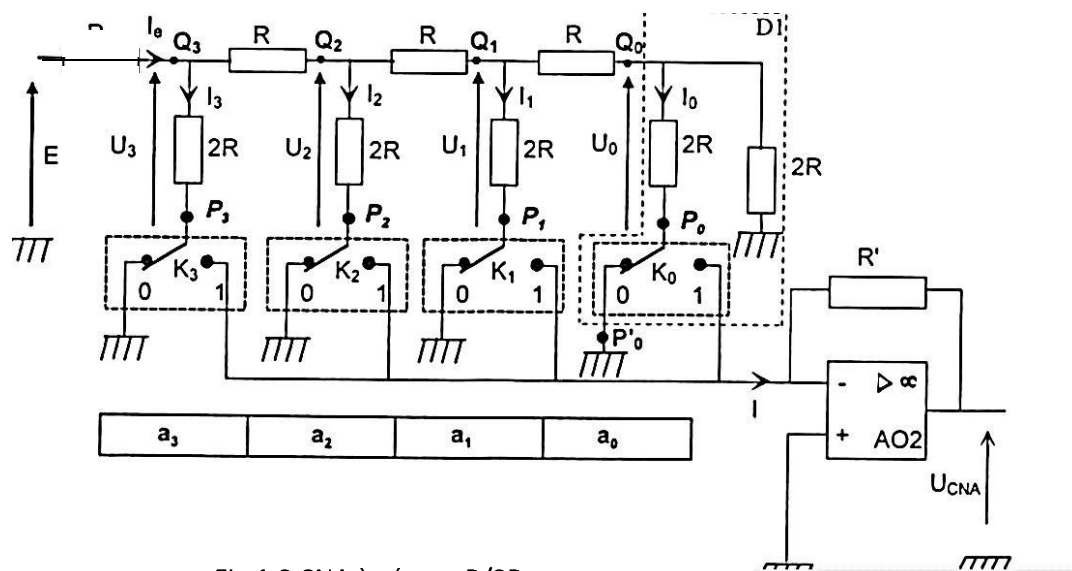 D1
Iₑ Q₃ R Q₂ R Q₁ R Q₀
I₃ I₂ I₁ I₀
E U₃ 2R U₂ 2R U₁ 2R U₀ 2R 2R
P₃ P₂ P₁ P₀
K₃ K₂ K₁ K₀ R'
0 1 0 1 0 1 0 1
P'₀
I - ▷ ∞
a₃ a₂ a₁ a₀
+ AO2
U_CNA